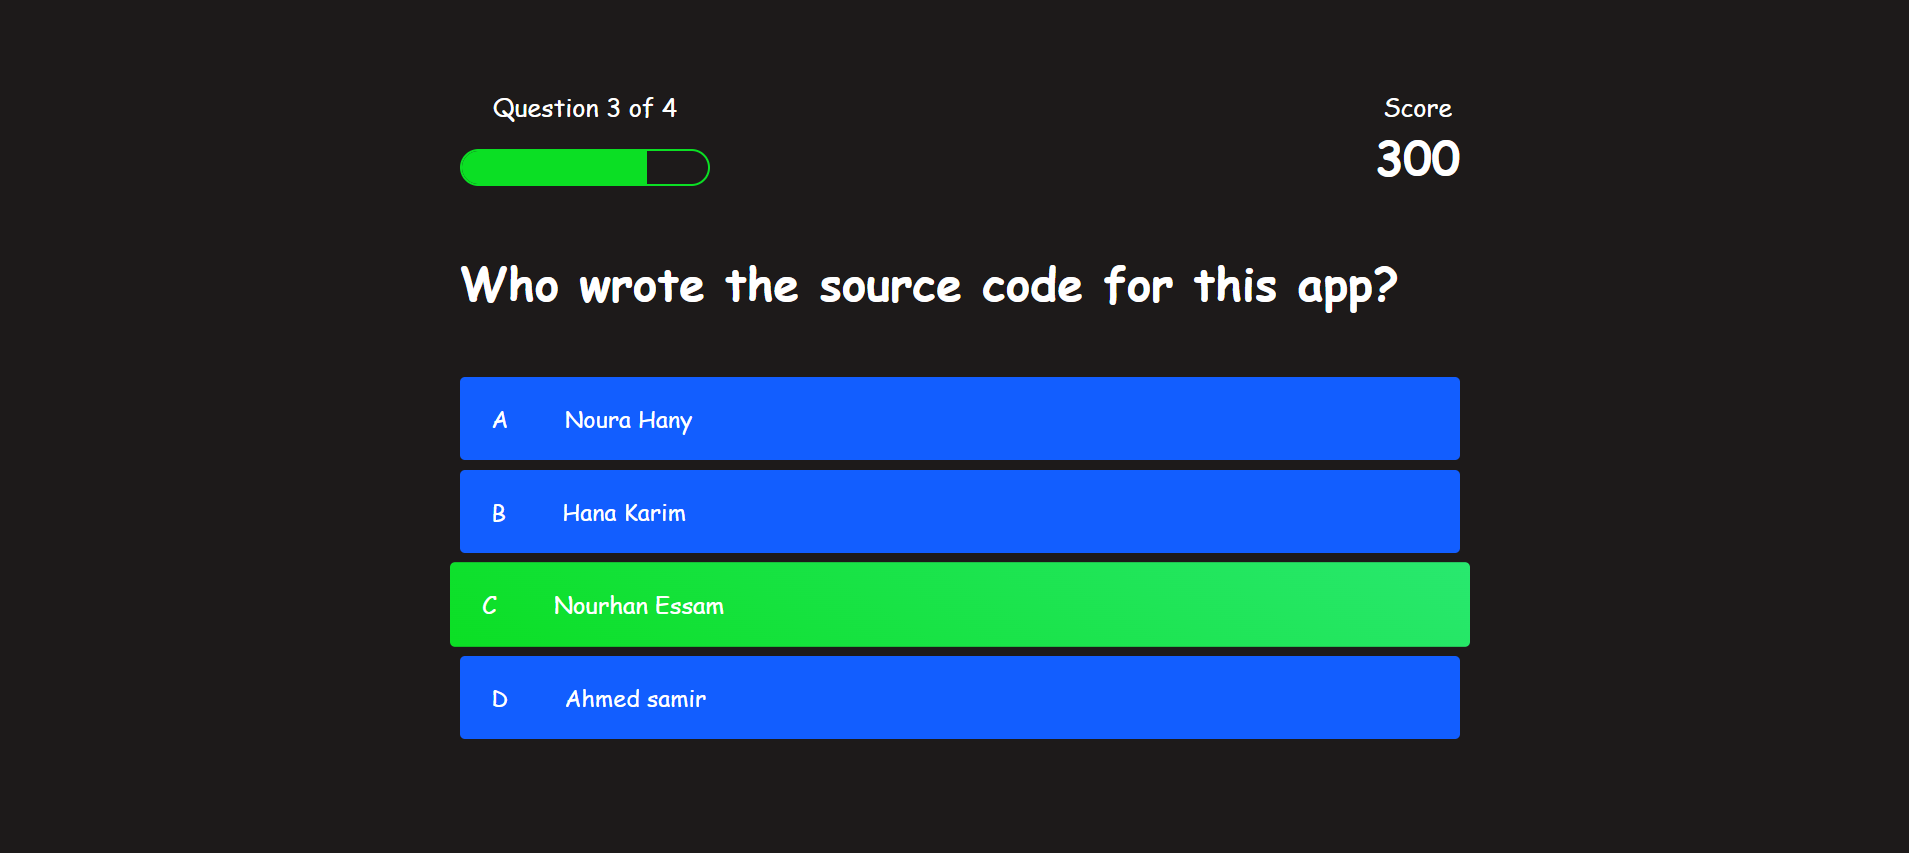 Question 3 of 4
Score
300
Who wrote the source code for this app?
A Noura Hany
B Hana Karim
C Nourhan Essam
D Ahmed samir